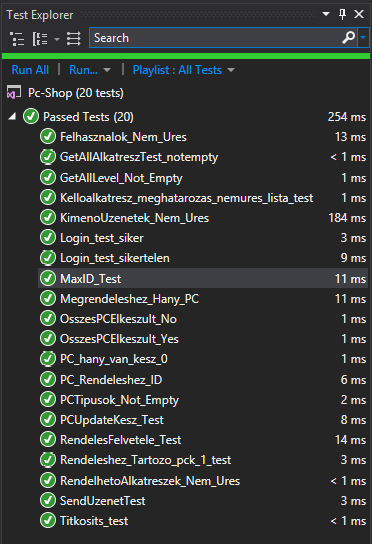 Test Explorer
Search
Run All Run... Playlist : All Tests
Pc-Shop (20 tests)
Passed Tests (20) 254 ms
Felhasznalok_Nem_Ures 13 ms
GetAllAlkatreszTest_notempty < 1 ms
GetAllLevel_Not_Empty 1 ms
Kelloalkatresz_meghatarozas_nemures_lista_test 1 ms
KimenoUzenetek_Nem_Ures 184 ms
Login_test_siker 3 ms
Login_test_sikertelen 9 ms
MaxID_Test 11 ms
Megrendeleshez_Hany_PC 11 ms
OsszesPCElkeszult_No 1 ms
OsszesPCElkeszult_Yes 1 ms
PC_hany_van_kesz_0 1 ms
PC_Rendeleshez_ID 6 ms
PCTipusok_Not_Empty 2 ms
PCUpdateKesz_Test 8 ms
RendelesFelvetele_Test 14 ms
Rendeleshez_Tartozo_pck_1_test 3 ms
RendelhetoAlkatreszek_Nem_Ures < 1 ms
SendUzenetTest 3 ms
Titkosits_test < 1 ms